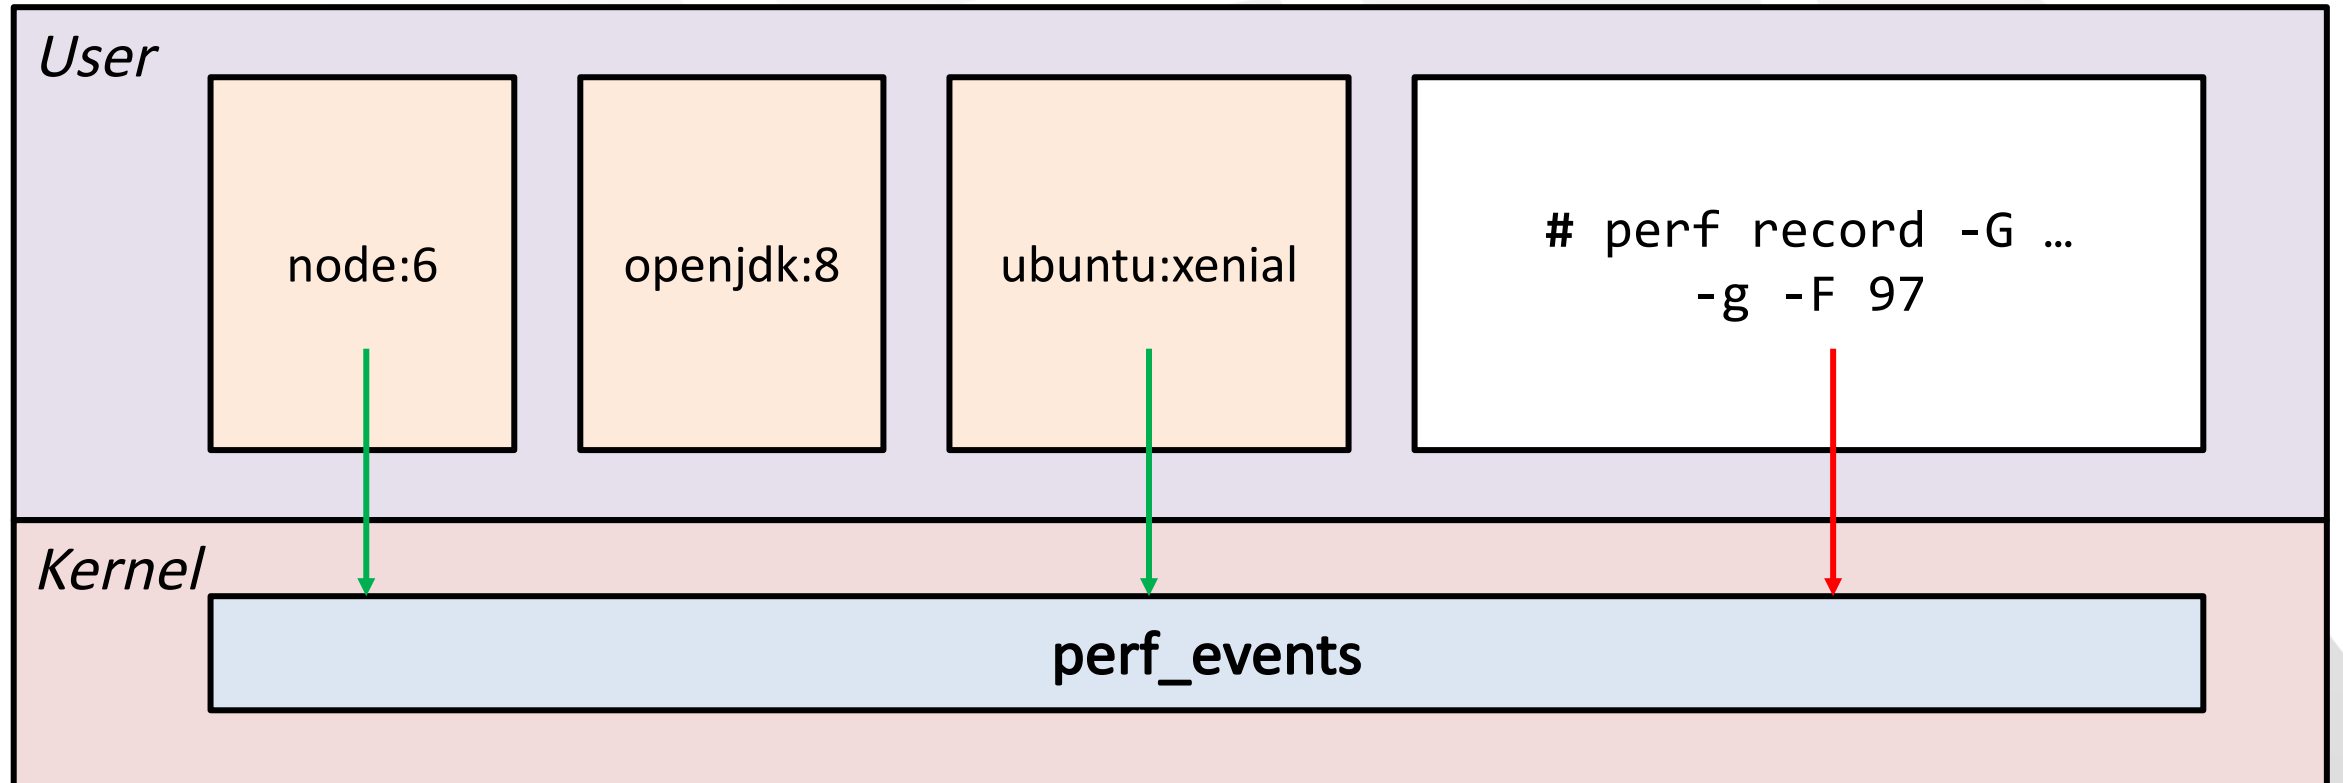 User
node:6
openjdk:8
ubuntu:xenial
# perf record -G …
-g -F 97
Kernel
perf_events